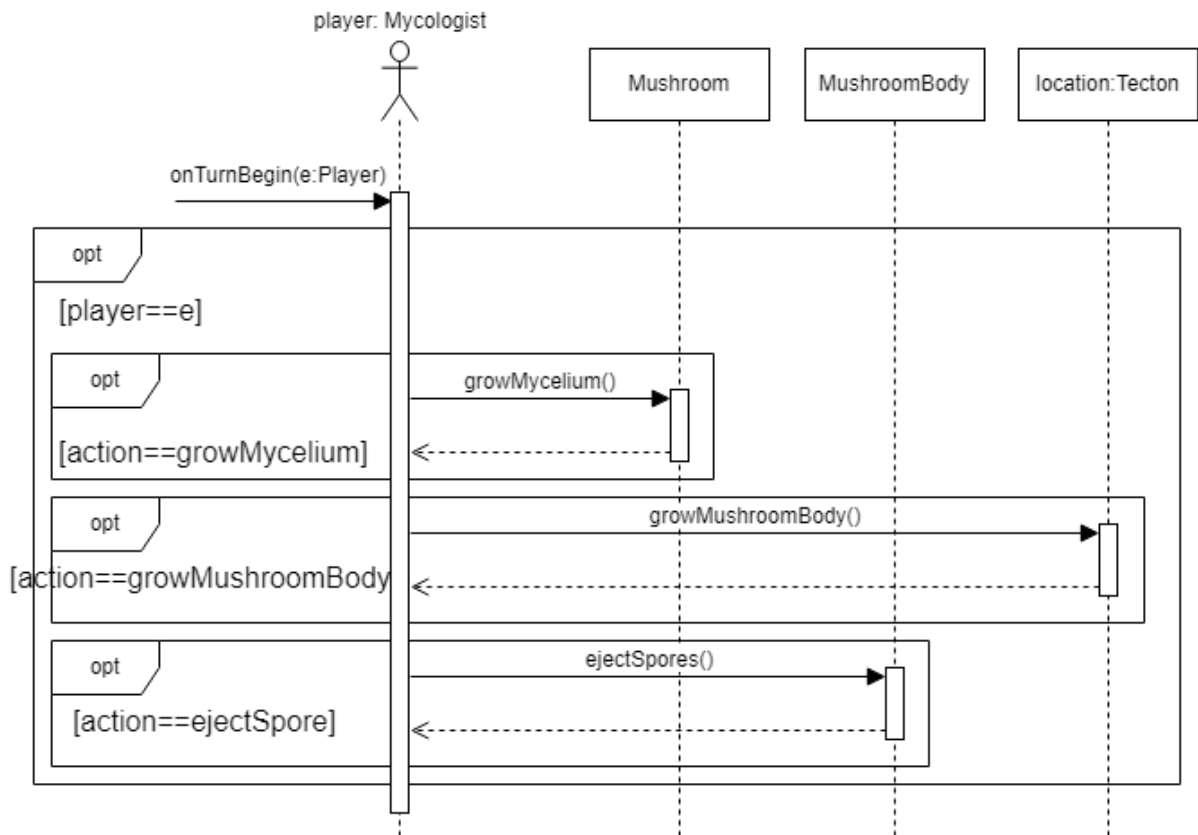 player: Mycologist
Mushroom
MushroomBody
location:Tecton
onTurnBegin(e:Player)
opt
[player==e]
opt
growMycelium()
[action==growMycelium]
opt
growMushroomBody()
[action==growMushroomBody
opt
ejectSpores()
[action==ejectSpore]